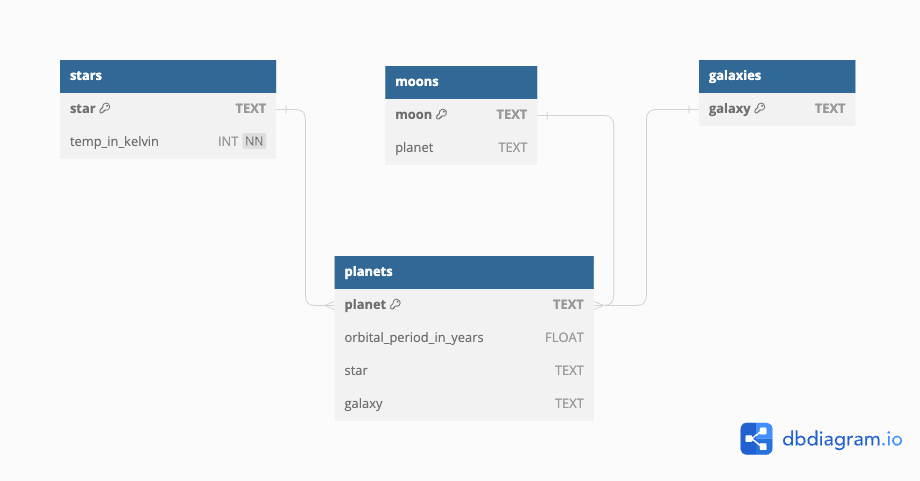 stars
star TEXT
temp_in_kelvin INT NN
moons
moon TEXT
planet TEXT
galaxies
galaxy TEXT
planets
planet TEXT
orbital_period_in_years FLOAT
star TEXT
galaxy TEXT
dbdiagram.io